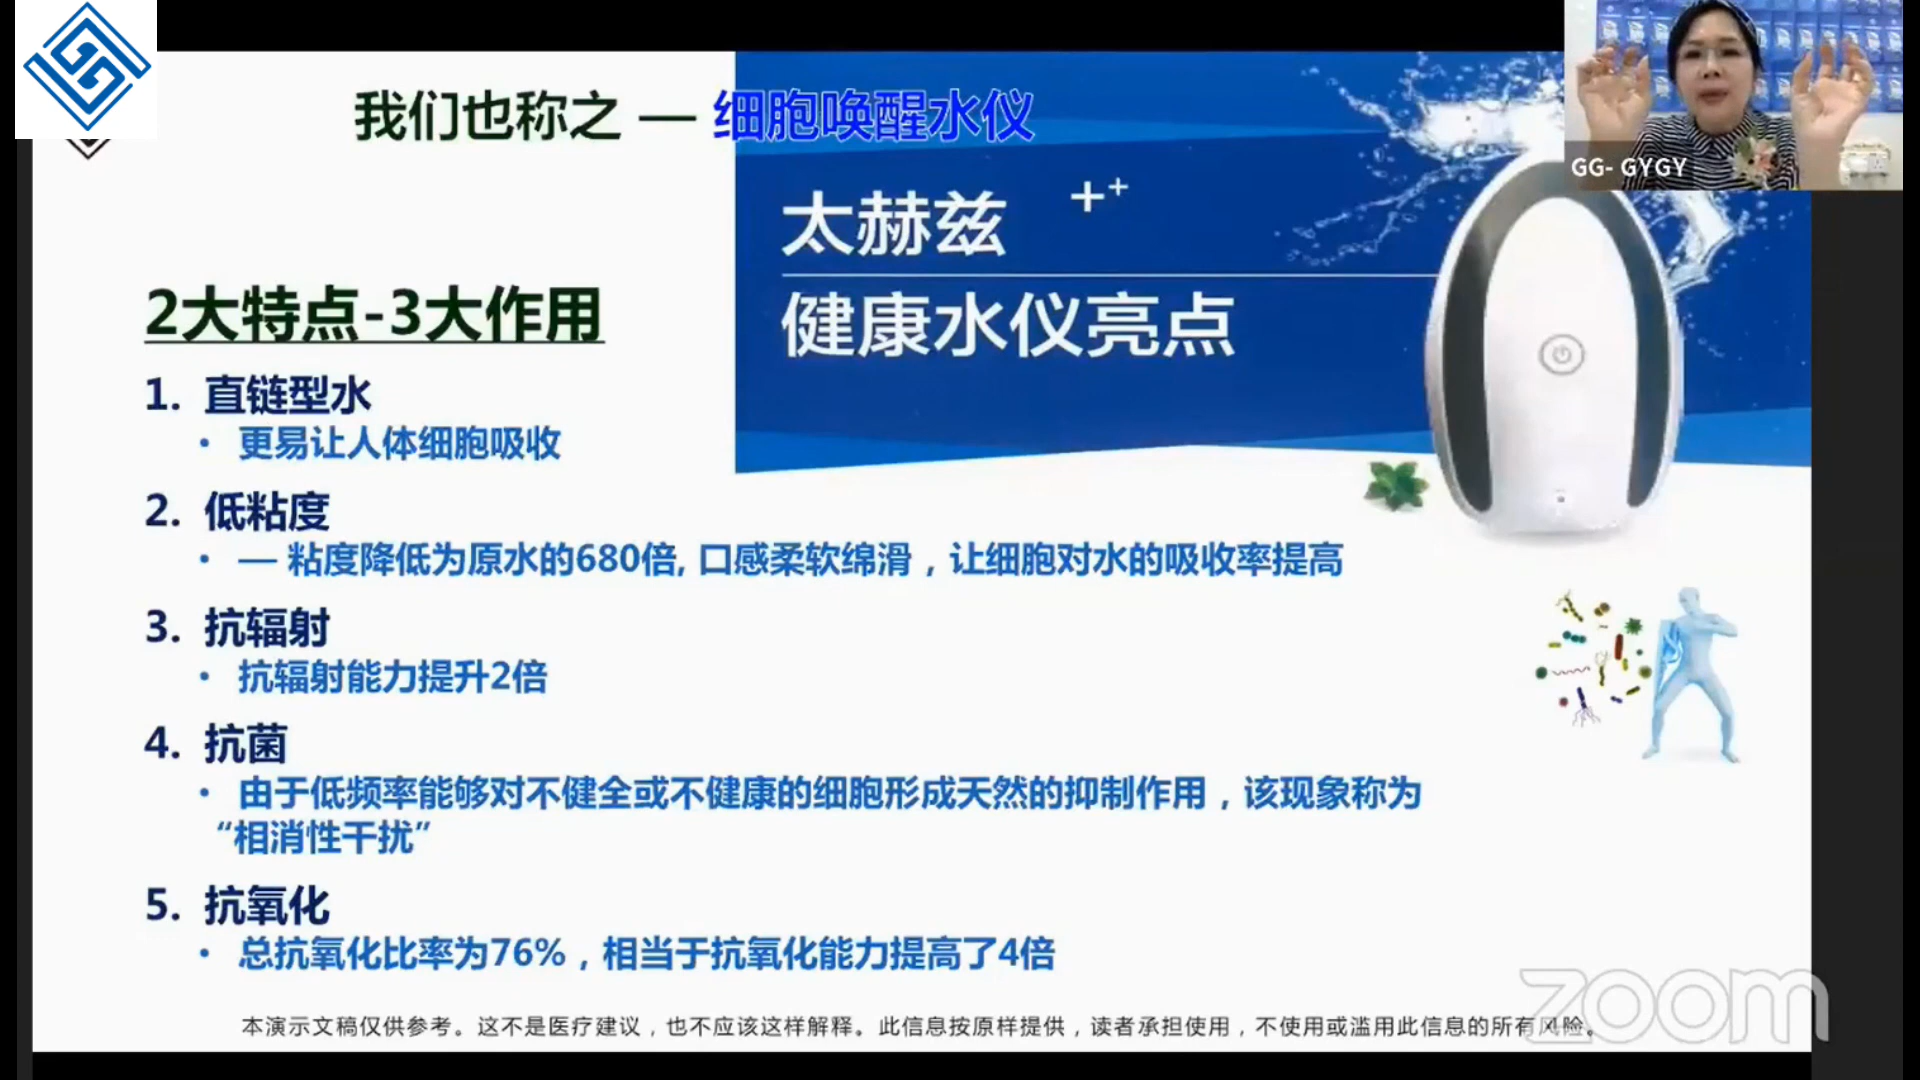 我们也称之 — 细胞唤醒水仪
GG- GYGY
太赫兹 ++
健康水仪亮点
2大特点-3大作用
1. 直链型水
• 更易让人体细胞吸收
2. 低粘度
• — 粘度降低为原水的680倍, 口感柔软绵滑，让细胞对水的吸收率提高
3. 抗辐射
• 抗辐射能力提升2倍
4. 抗菌
• 由于低频率能够对不健全或不健康的细胞形成天然的抑制作用，该现象称为
“相消性干扰”
5. 抗氧化
• 总抗氧化比率为76%，相当于抗氧化能力提高了4倍
本演示文稿仅供参考。这不是医疗建议，也不应该这样解释。此信息按原样提供，读者承担使用，不使用或滥用此信息的所有风险。
zoom